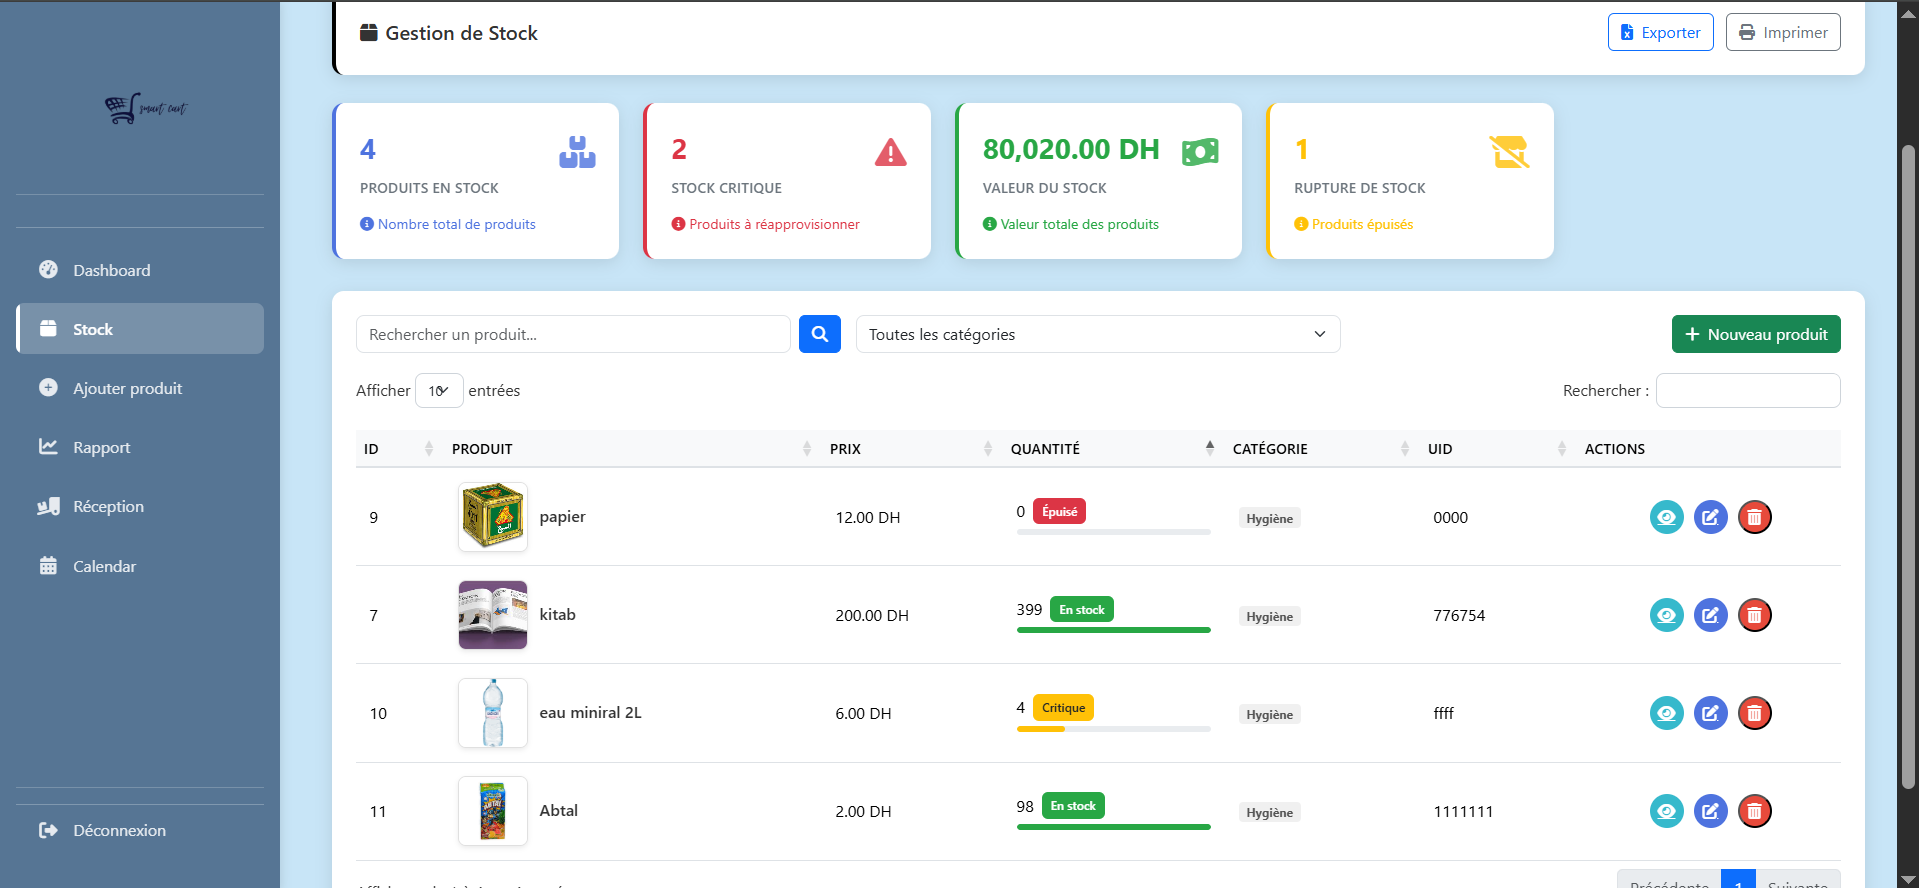 smart cart
Dashboard
Stock
Ajouter produit
Rapport
Réception
Calendar
Déconnexion
Gestion de Stock
Exporter
Imprimer
4
PRODUITS EN STOCK
Nombre total de produits
2
STOCK CRITIQUE
Produits à réapprovisionner
80,020.00 DH
VALEUR DU STOCK
Valeur totale des produits
1
RUPTURE DE STOCK
Produits épuisés
Rechercher un produit...
Toutes les catégories
Nouveau produit
Afficher 10 entrées
Rechercher :
ID PRODUIT PRIX QUANTITÉ CATÉGORIE UID ACTIONS
9 papier 12.00 DH 0 Épuisé Hygiène 0000
7 kitab 200.00 DH 399 En stock Hygiène 776754
10 eau miniral 2L 6.00 DH 4 Critique Hygiène ffff
11 Abtal 2.00 DH 98 En stock Hygiène 1111111
Précédente 1 Suivante